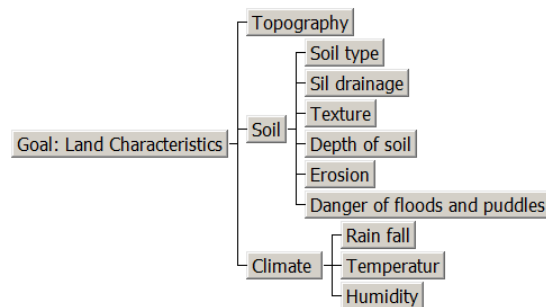 Topography
Soil type
Sil drainage
Texture
Soil
Goal: Land Characteristics
Depth of soil
Erosion
Danger of floods and puddles
Rain fall
Climate
Temperatur
Humidity